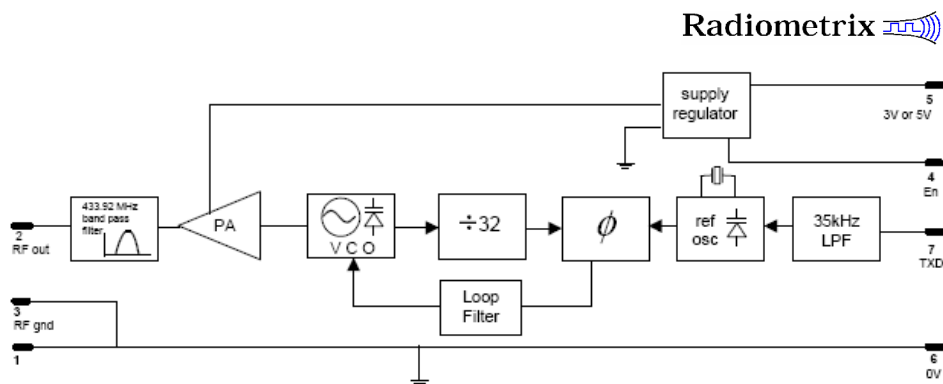 Radiometrix
supply
regulator
5
3V or 5V
4
En
433.92 MHz
band pass
filter
2
RF out
PA
V C O
÷32
ϕ
ref
osc
35kHz
LPF
7
TXD
Loop
Filter
3
RF gnd
1
6
0V